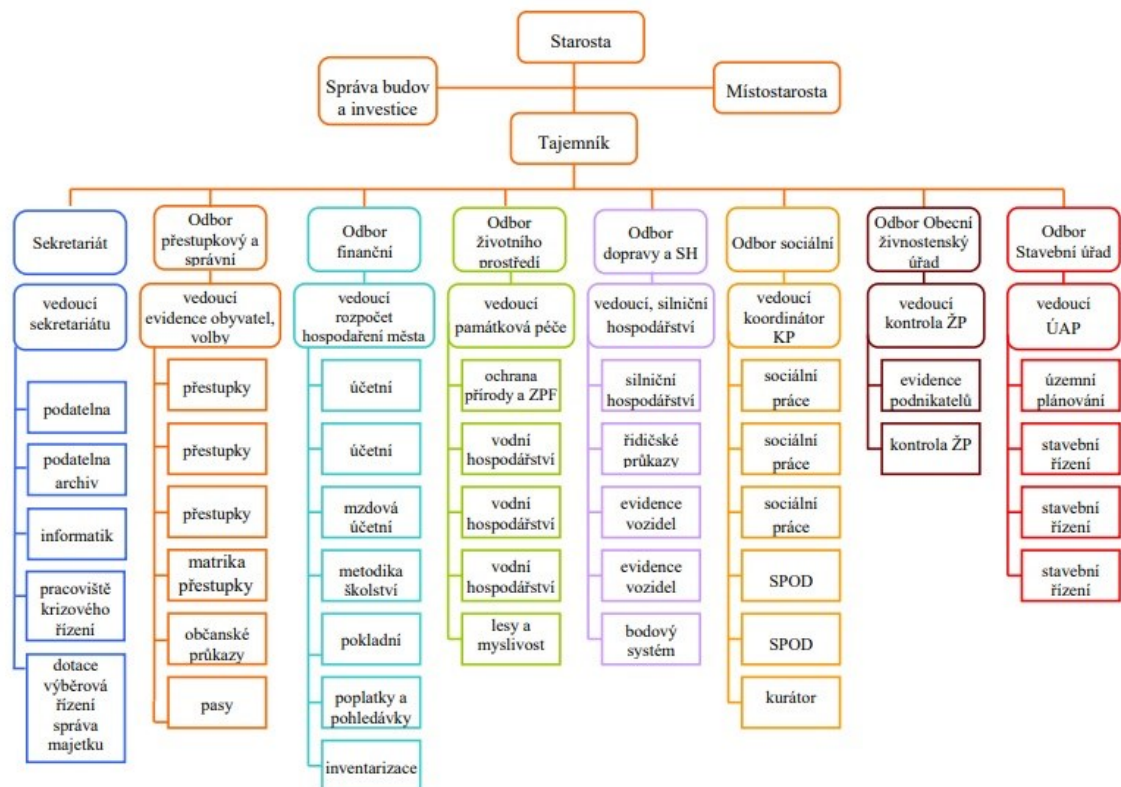 Starosta
Správa budov
a investice
Místostarosta
Tajemník
Sekretariát
Odbor
přestupkový a
správní
Odbor
finanční
Odbor
životního
prostředí
Odbor
dopravy a SH
Odbor sociální
Odbor Obecní
živnostenský
úřad
Odbor
Stavební úřad
vedoucí
sekretariátu
vedoucí
evidence obyvatel,
volby
vedoucí
rozpočet
hospodaření města
vedoucí
památková péče
vedoucí, silniční
hospodářství
vedoucí
koordinátor
KP
vedoucí
kontrola ŽP
vedoucí
ÚAP
podatelna
podatelna
archiv
informatik
pracoviště
krizového
řízení
dotace
výběrová
řízení
správa
majetku
přestupky
přestupky
přestupky
matrika
přestupky
občanské
průkazy
pasy
účetní
účetní
mzdová
účetní
metodika
školství
pokladní
poplatky a
pohledávky
inventarizace
ochrana
přírody a ZPF
vodní
hospodářství
vodní
hospodářství
vodní
hospodářství
lesy a
myslivost
silniční
hospodářství
řidičské
průkazy
evidence
vozidel
evidence
vozidel
bodový
systém
sociální
práce
sociální
práce
sociální
práce
SPOD
SPOD
kurátor
evidence
podnikatelů
kontrola ŽP
územní
plánování
stavební
řízení
stavební
řízení
stavební
řízení